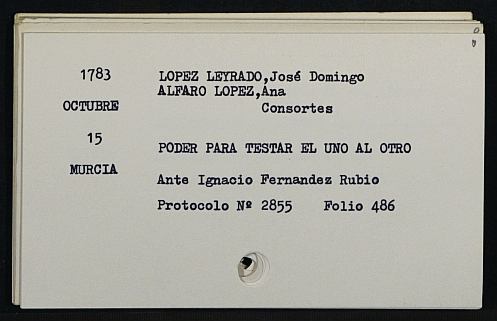 1783 LOPEZ LEYRADO,José Domingo
ALFARO LOPEZ,Ana
OCTUBRE Consortes
15
PODER PARA TESTAR EL UNO AL OTRO
MURCIA
Ante Ignacio Fernandez Rubio
Protocolo Nº 2855 Folio 486